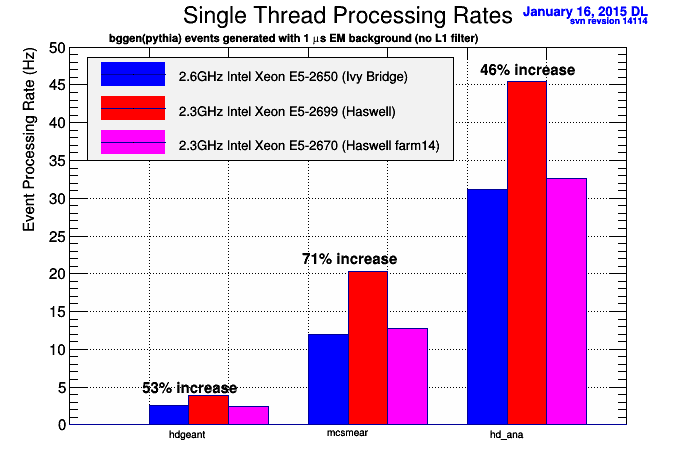 Single Thread Processing Rates
January 16, 2015 DL
svn revsion 14114
bggen(pythia) events generated with 1 μs EM background (no L1 filter)
Event Processing Rate (Hz)
50
45
40
35
30
25
20
15
10
5
0
2.6GHz Intel Xeon E5-2650 (Ivy Bridge)
2.3GHz Intel Xeon E5-2699 (Haswell)
2.3GHz Intel Xeon E5-2670 (Haswell farm14)
46% increase
71% increase
53% increase
hdgeant
mcsmear
hd_ana